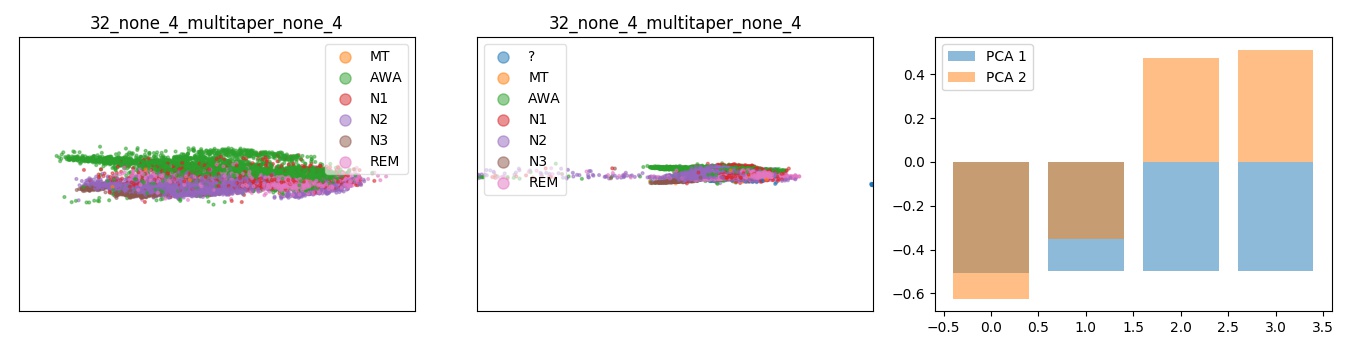 32_none_4_multitaper_none_4
MT
AWA
N1
N2
N3
REM
32_none_4_multitaper_none_4
?
MT
AWA
N1
N2
N3
REM
PCA 1
PCA 2
0.4
0.2
0.0
−0.2
−0.4
−0.6
−0.5 0.0 0.5 1.0 1.5 2.0 2.5 3.0 3.5